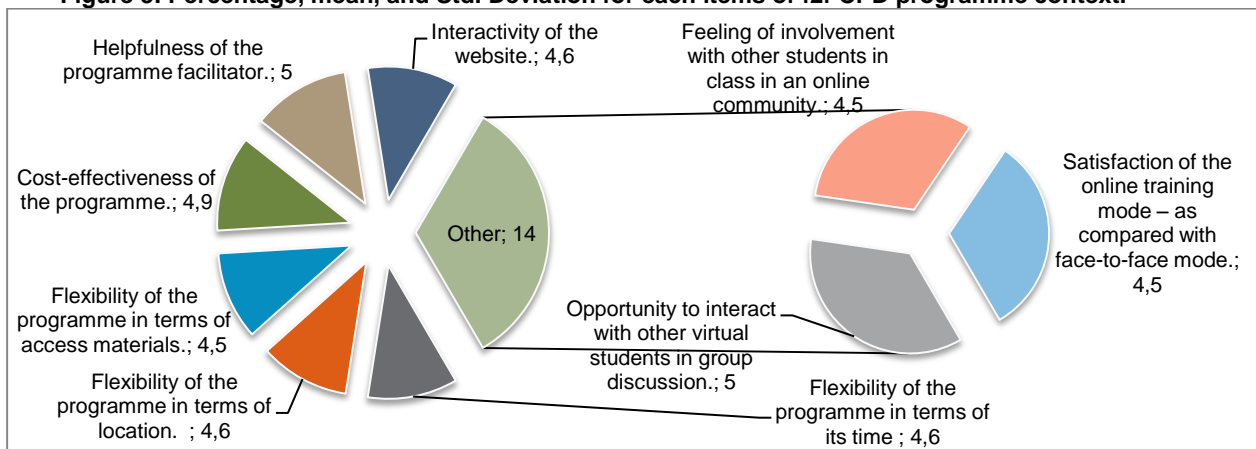 Figure Percentage, mean, and Std. Deviation for each items of programme context.
Helpfulness of the
programme facilitator.; 5
Interactivity of the
website.; 4,6
Feeling of involvement
with other students in
class in an online
community.; 4,5
Cost-effectiveness of
the programme.; 4,9
Other; 14
Satisfaction of the
online training
mode – as
compared with
face-to-face mode.;
4,5
Flexibility of the
programme in terms of
access materials.; 4,5
Opportunity to interact
with other virtual
students in group
discussion.; 5
Flexibility of the
programme in terms of
location. ; 4,6
Flexibility of the
programme in terms of
its time ; 4,6